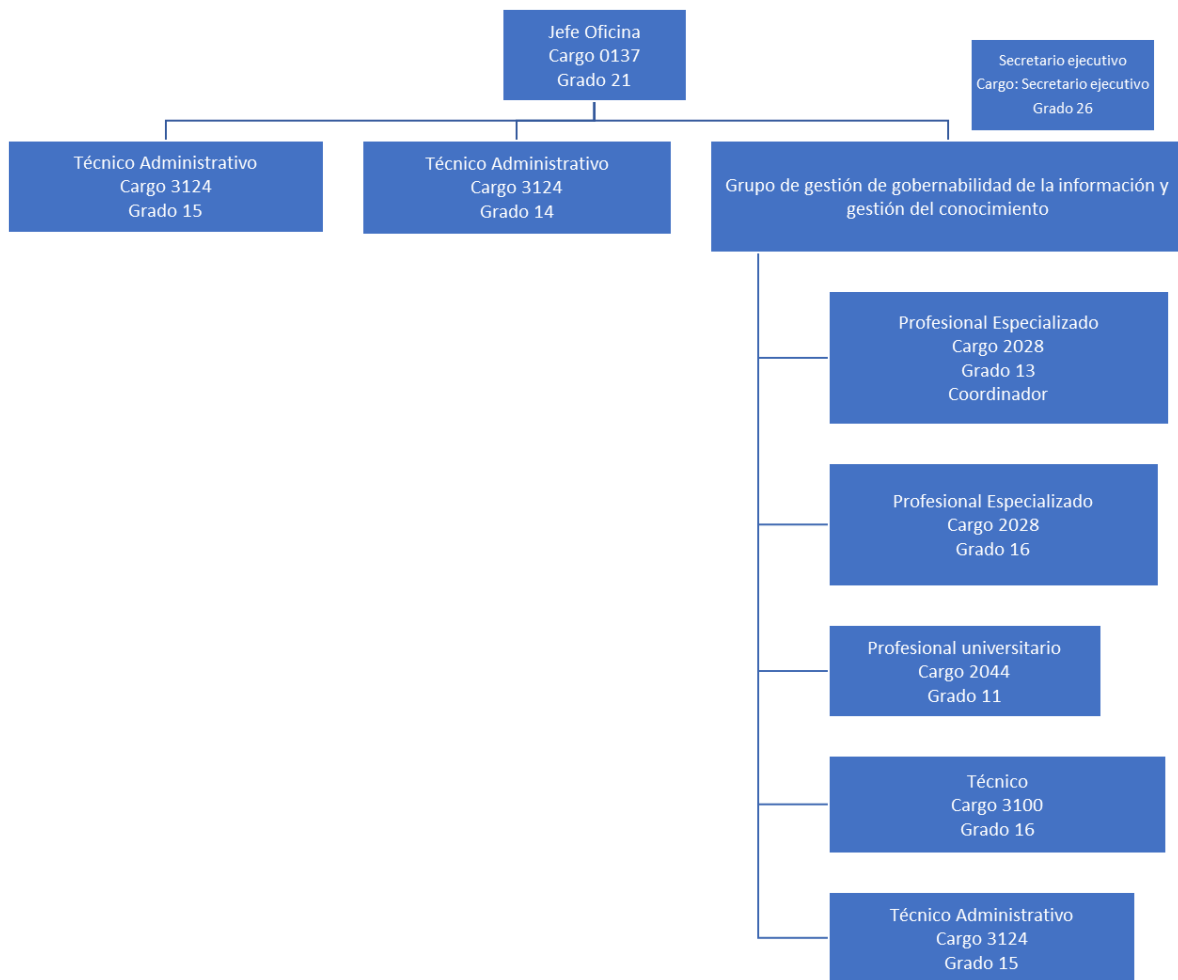 Jefe Oficina
Cargo 0137
Grado 21
Secretario ejecutivo
Cargo: Secretario ejecutivo
Grado 26
Técnico Administrativo
Cargo 3124
Grado 15
Técnico Administrativo
Cargo 3124
Grado 14
Grupo de gestión de gobernabilidad de la información y
gestión del conocimiento
Profesional Especializado
Cargo 2028
Grado 13
Coordinador
Profesional Especializado
Cargo 2028
Grado 16
Profesional universitario
Cargo 2044
Grado 11
Técnico
Cargo 3100
Grado 16
Técnico Administrativo
Cargo 3124
Grado 15